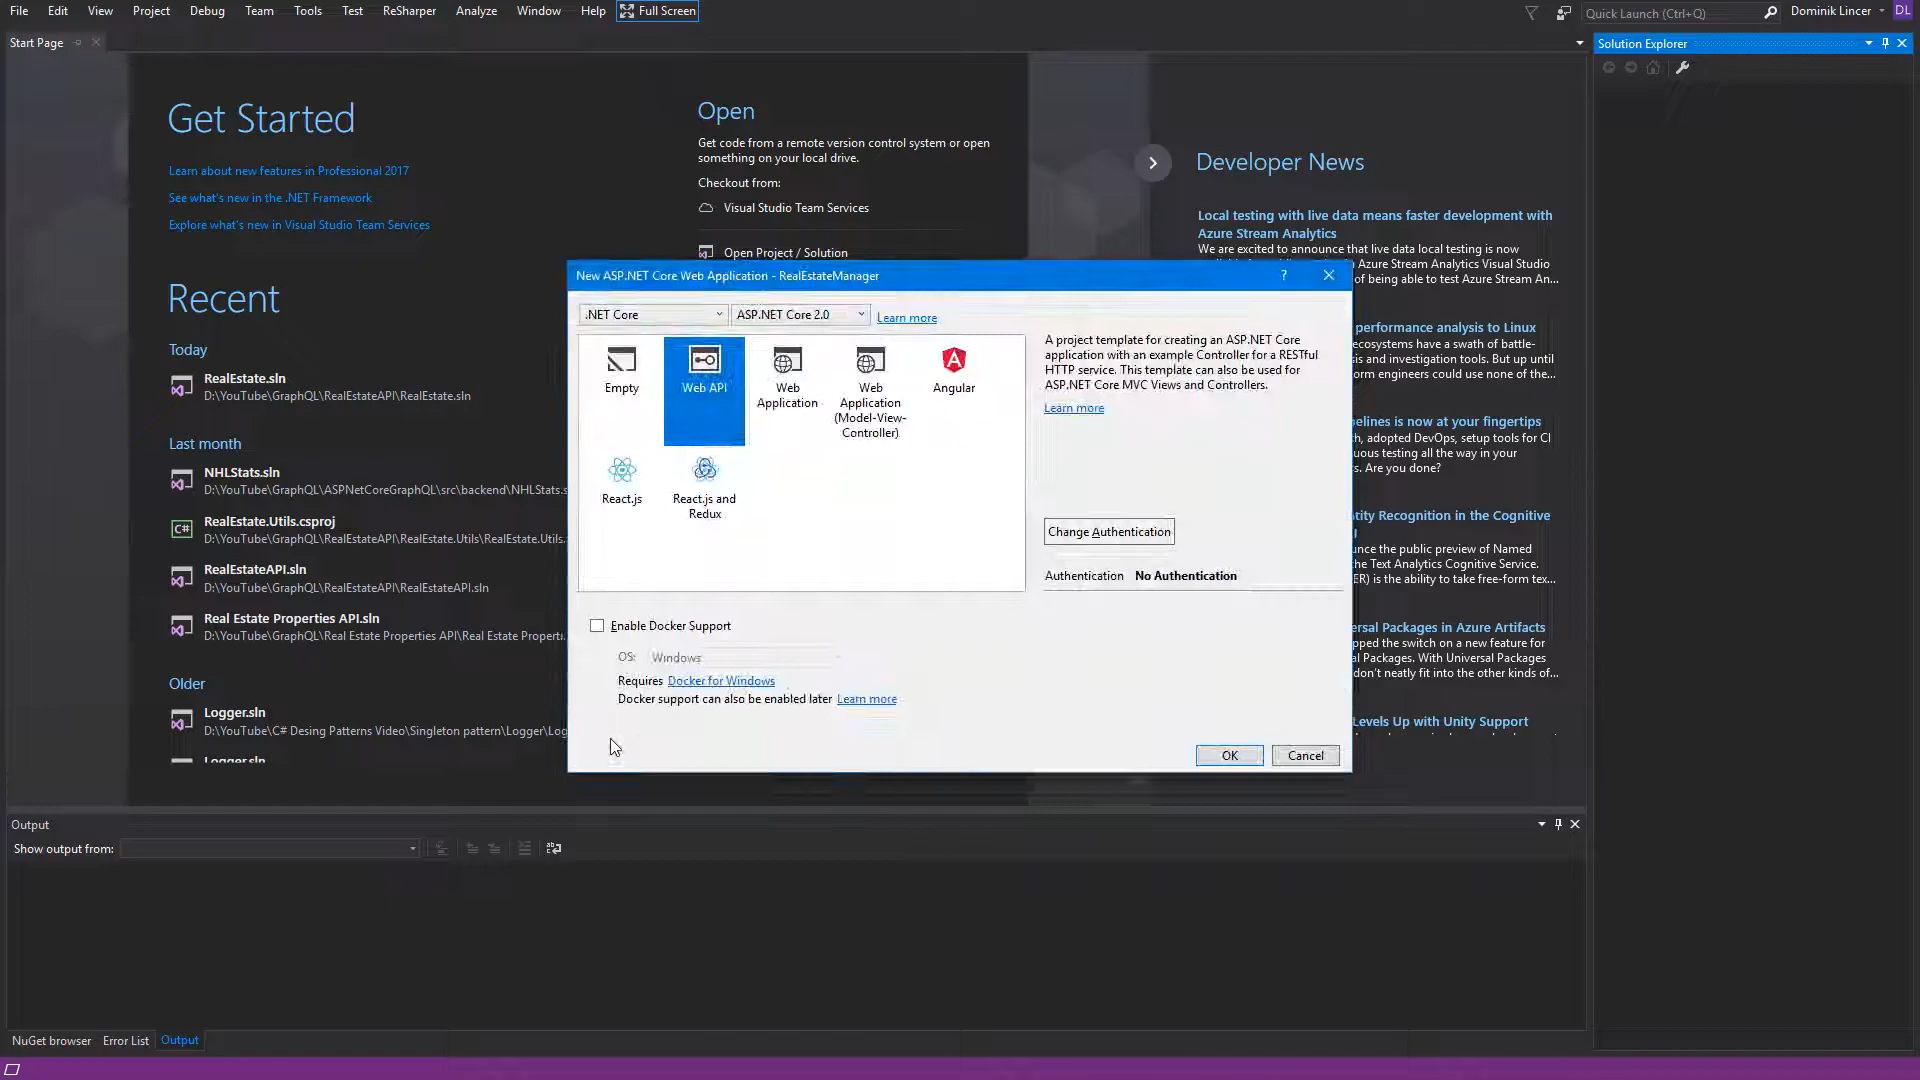 File Edit View Project Debug Team Tools Test ReSharper Analyze Window Help Full Screen
Quick Launch (Ctrl+Q)
Dominik Lincer
DL
Start Page
Solution Explorer
Get Started
Learn about new features in Professional 2017
See what's new in the .NET Framework
Explore what's new in Visual Studio Team Services
Recent
Today
RealEstate.sln
D:\YouTube\GraphQL\RealEstateAPI\RealEstate.sln
Last month
NHLStats.sln
D:\YouTube\GraphQL\ASPNetCoreGraphQL\src\backend\NHLStats.s
RealEstate.Utils.csproj
D:\YouTube\GraphQL\RealEstateAPI\RealEstate.Utils\RealEstate.Utils.
RealEstateAPI.sln
D:\YouTube\GraphQL\RealEstateAPI\RealEstateAPI.sln
Real Estate Properties API.sln
D:\YouTube\GraphQL\Real Estate Properties API\Real Estate Properti
Older
Logger.sln
D:\YouTube\C# Desing Patterns Video\Singleton pattern\Logger\Log
Logger.sln
Open
Get code from a remote version control system or open
something on your local drive.
Checkout from:
Visual Studio Team Services
Open Project / Solution
Developer News
Local testing with live data means faster development with
Azure Stream Analytics
We are excited to announce that live data local testing is now
Azure Stream Analytics Visual Studio
of being able to test Azure Stream An...
performance analysis to Linux
ecosystems have a swath of battle-
sis and investigation tools. But up until
orm engineers could use none of the...
elines is now at your fingertips
h, adopted DevOps, setup tools for CI
uous testing all the way in your
s. Are you done?
tity Recognition in the Cognitive
unce the public preview of Named
the Text Analytics Cognitive Service.
ER) is the ability to take free-form tex...
ersal Packages in Azure Artifacts
pped the switch on a new feature for
l Packages. With Universal Packages
don't neatly fit into the other kinds of...
Levels Up with Unity Support
New ASP.NET Core Web Application - RealEstateManager
?
.NET Core
ASP.NET Core 2.0
Learn more
Empty
Web API
Web
Application
Web
Application
(Model-View-
Controller)
Angular
React.js
React.js and
Redux
A project template for creating an ASP.NET Core
application with an example Controller for a RESTful
HTTP service. This template can also be used for
ASP.NET Core MVC Views and Controllers.
Learn more
Change Authentication
Authentication No Authentication
Enable Docker Support
OS: Windows
Requires Docker for Windows
Docker support can also be enabled later Learn more
OK
Cancel
Output
Show output from:
NuGet browser Error List Output